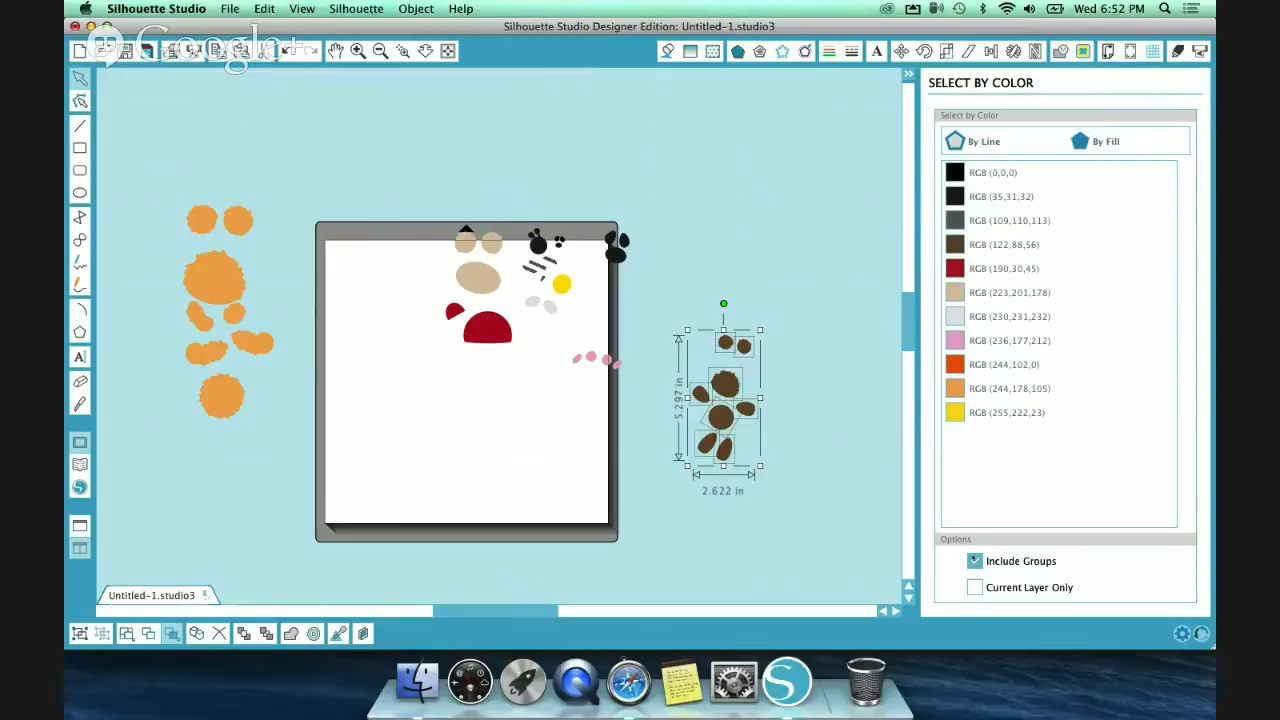 Silhouette Studio File Edit View Silhouette Object Help Wed 6:52 PM
Silhouette Studio Designer Edition: Untitled-1.studio3
Google+
A
SELECT BY COLOR
Select by Color
By Line By Fill
RGB (0,0,0)
RGB (35,31,32)
RGB (109,110,113)
RGB (122,88,56)
RGB (190,30,45)
RGB (223,201,178)
RGB (230,231,232)
RGB (236,177,212)
RGB (244,102,0)
RGB (244,178,105)
RGB (255,222,23)
A
5.297 in
2.622 in
Options
Include Groups
Current Layer Only
Untitled-1.studio3
S